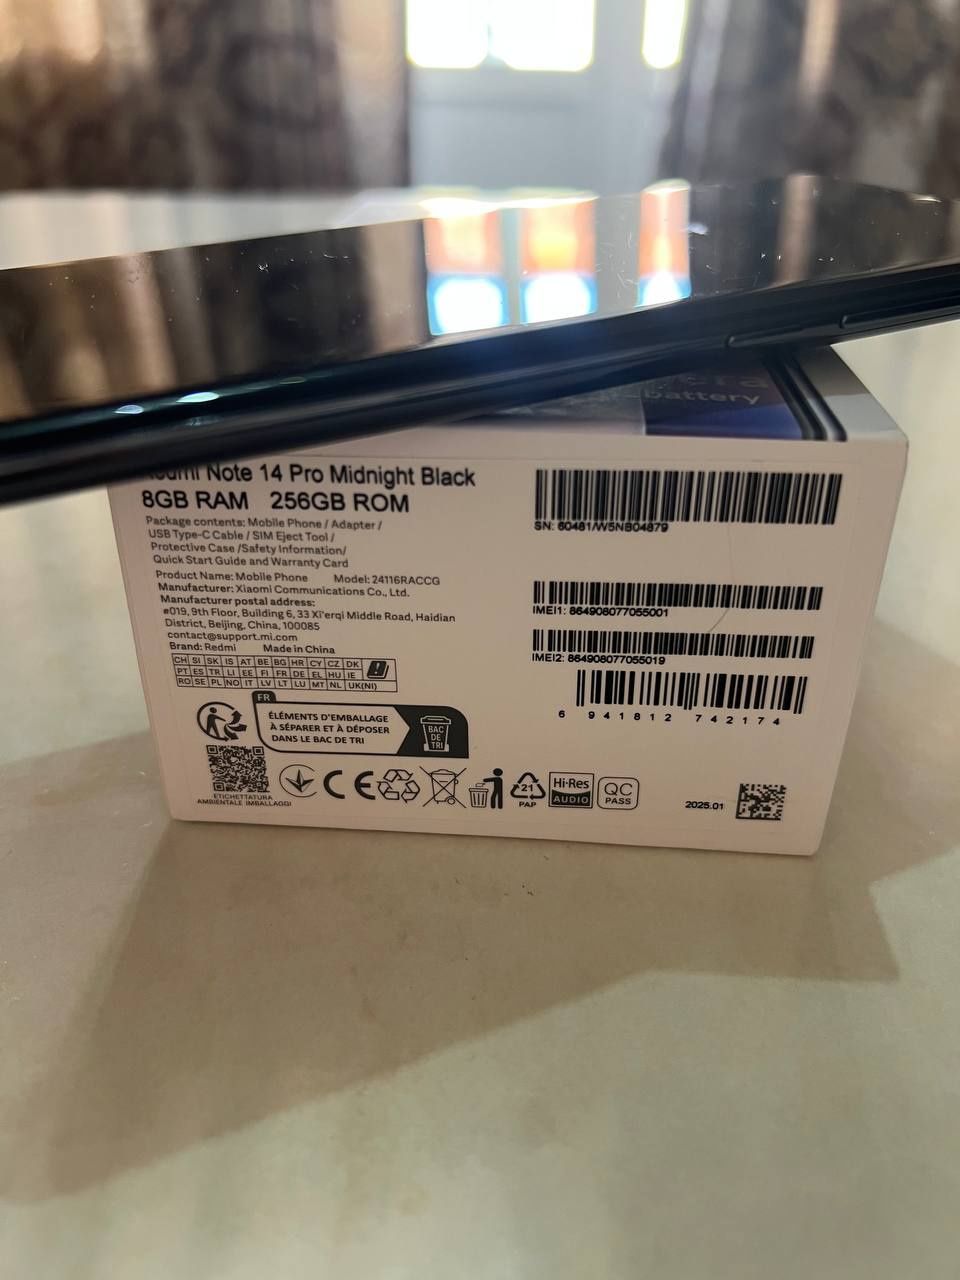 battery
Redmi Note 14 Pro Midnight Black
8GB RAM 256GB ROM
Package contents: Mobile Phone / Adapter /
USB Type-C Cable / SIM Eject Tool /
Protective Case /Safety Information/
Quick Start Guide and Warranty Card
Product Name: Mobile Phone Model: 24116RACCG
Manufacturer: Xiaomi Communications Co., Ltd.
Manufacturer postal address:
#019, 9th Floor, Building 6, 33 Xi'erqi Middle Road, Haidian
District, Beijing, China, 100085
contact@support.mi.com
Brand: Redmi Made in China
CH SI SK IS AT BE BG HR CY CZ DK
PT ES TR LI EE FI FR DE EL HU IE
RO SE PL NO IT LV LT LU MT NL UK(NI)
FR
ÉLÉMENTS D'EMBALLAGE
À SÉPARER ET À DÉPOSER
DANS LE BAC DE TRI
BAC
DE
TRI
ETICHETTATURA
AMBIENTALE IMBALLAGGI
CE
21
PAP
Hi-Res
AUDIO
QC
PASS
SN: 60481/W5NB04879
IMEI1: 864908077055001
IMEI2: 864908077055019
6 941812 742174
2025.01